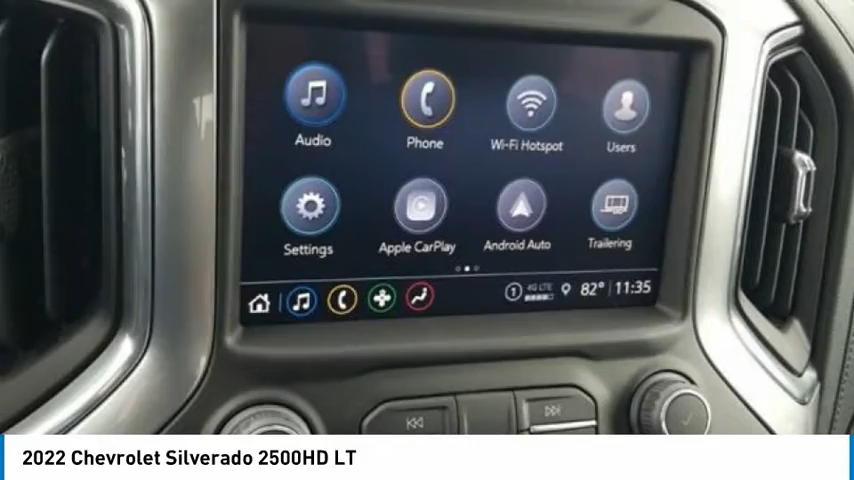 Audio Phone Wi-Fi Hotspot Users
Settings Apple CarPlay Android Auto Trailering
1 4G LTE 82° 11:35
2022 Chevrolet Silverado 2500HD LT